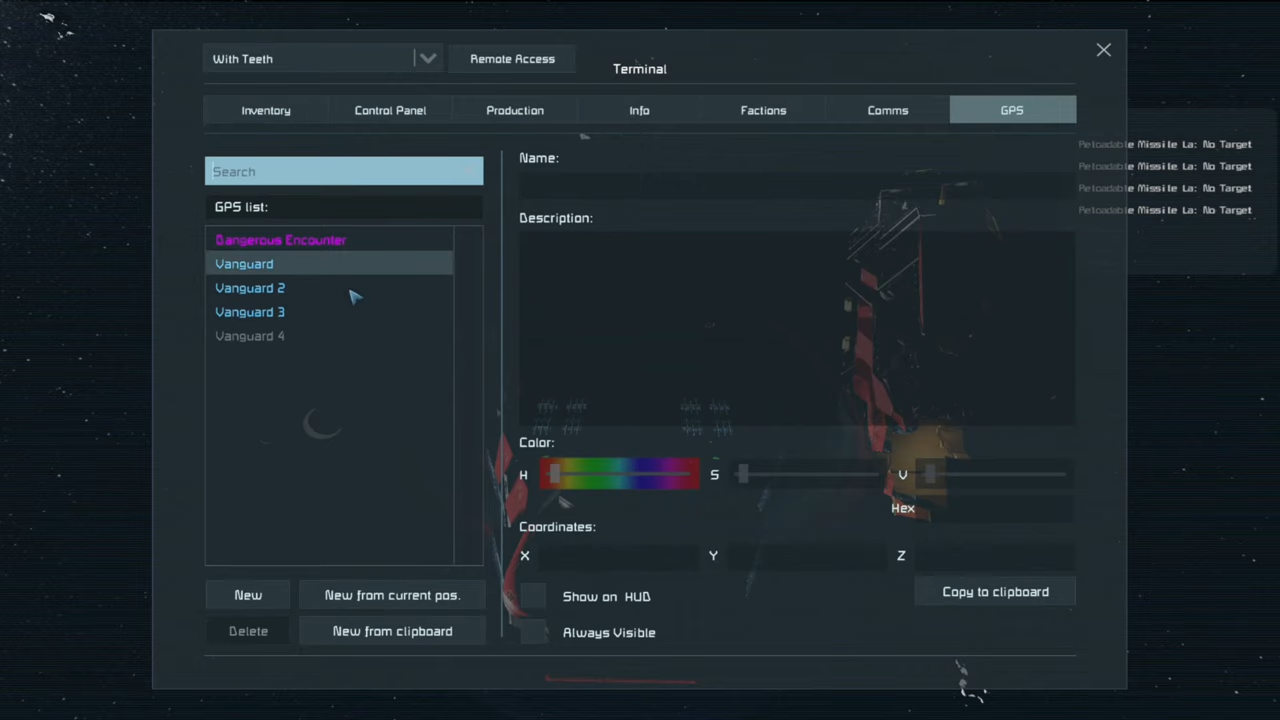 With Teeth
Remote Access
Terminal
Inventory
Control Panel
Production
Info
Factions
Comms
GPS
Search
GPS list:
Dangerous Encounter
Vanguard
Vanguard 2
Vanguard 3
Vanguard 4
New
New from current pos.
Delete
New from clipboard
Name:
Description:
Color:
H
S
V
Hex
Coordinates:
X
Y
Z
Show on HUD
Copy to clipboard
Always Visible
Reloadable Missile La: No Target
Reloadable Missile La: No Target
Reloadable Missile La: No Target
Reloadable Missile La: No Target